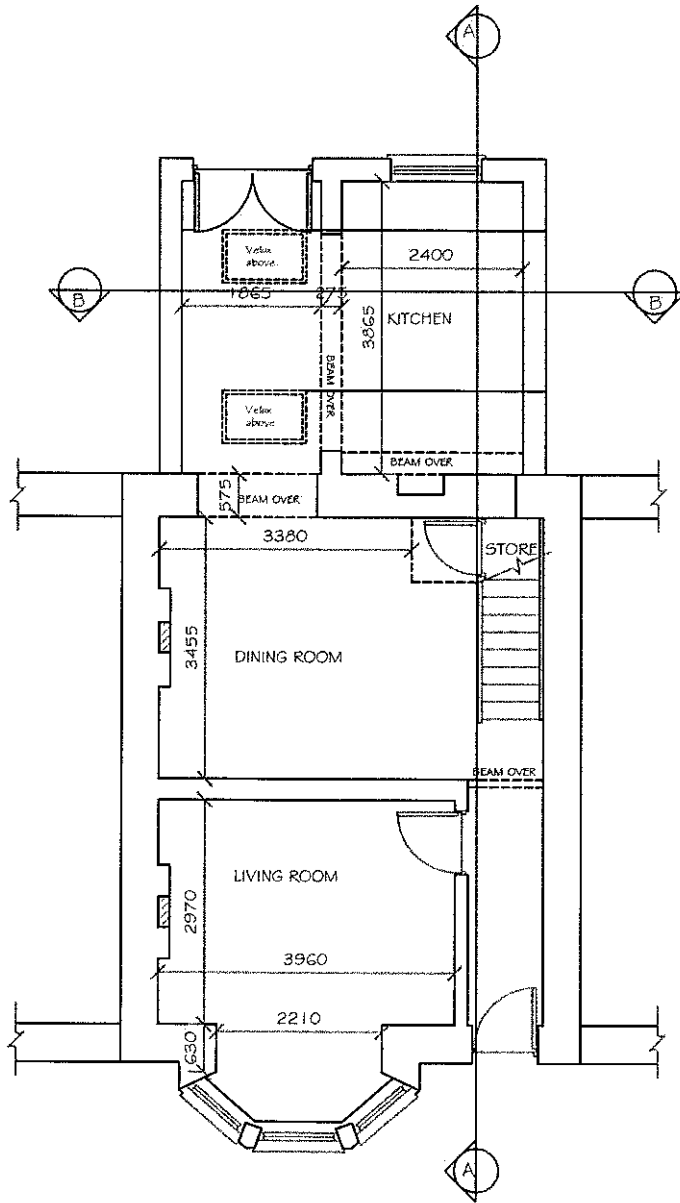 A
Velux
above
2400
B
1865
275
B
KITCHEN
3865
BEAM OVER
Velux
above
BEAM OVER
575
BEAM OVER
3380
STORE
3455
DINING ROOM
BEAM OVER
LIVING ROOM
2970
3960
2210
630
A